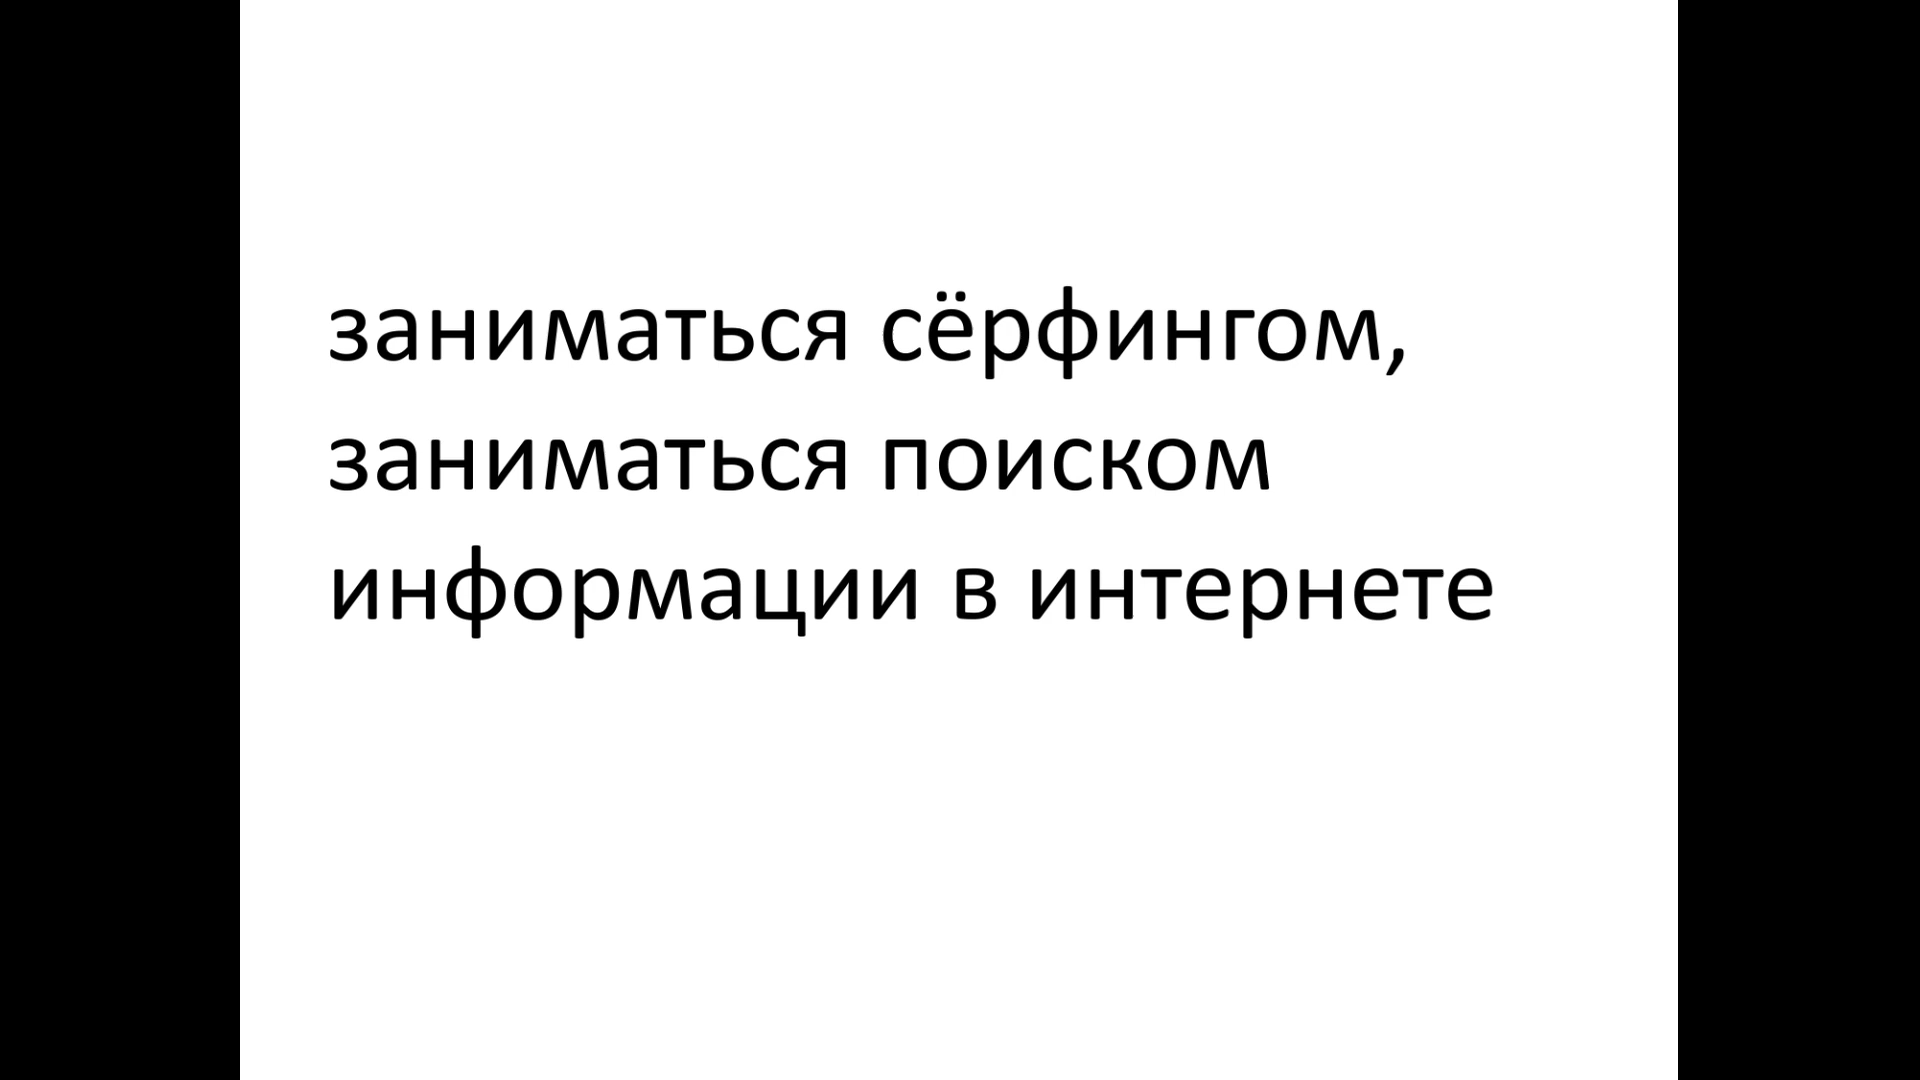 заниматься сёрфингом,
заниматься поиском
информации в интернете